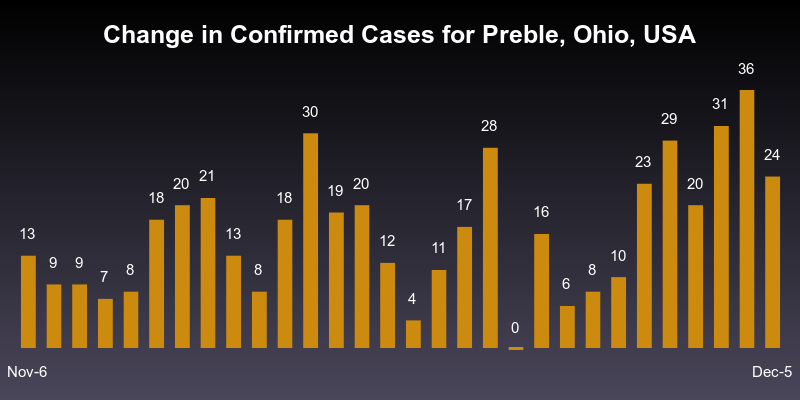 Change in Confirmed Cases for Preble, Ohio, USA
13 9 9 7 8 18 20 21 13 8 18 30 19 20 12 4 11 17 28 0 16 6 8 10 23 29 20 31 36 24
Nov-6 Dec-5